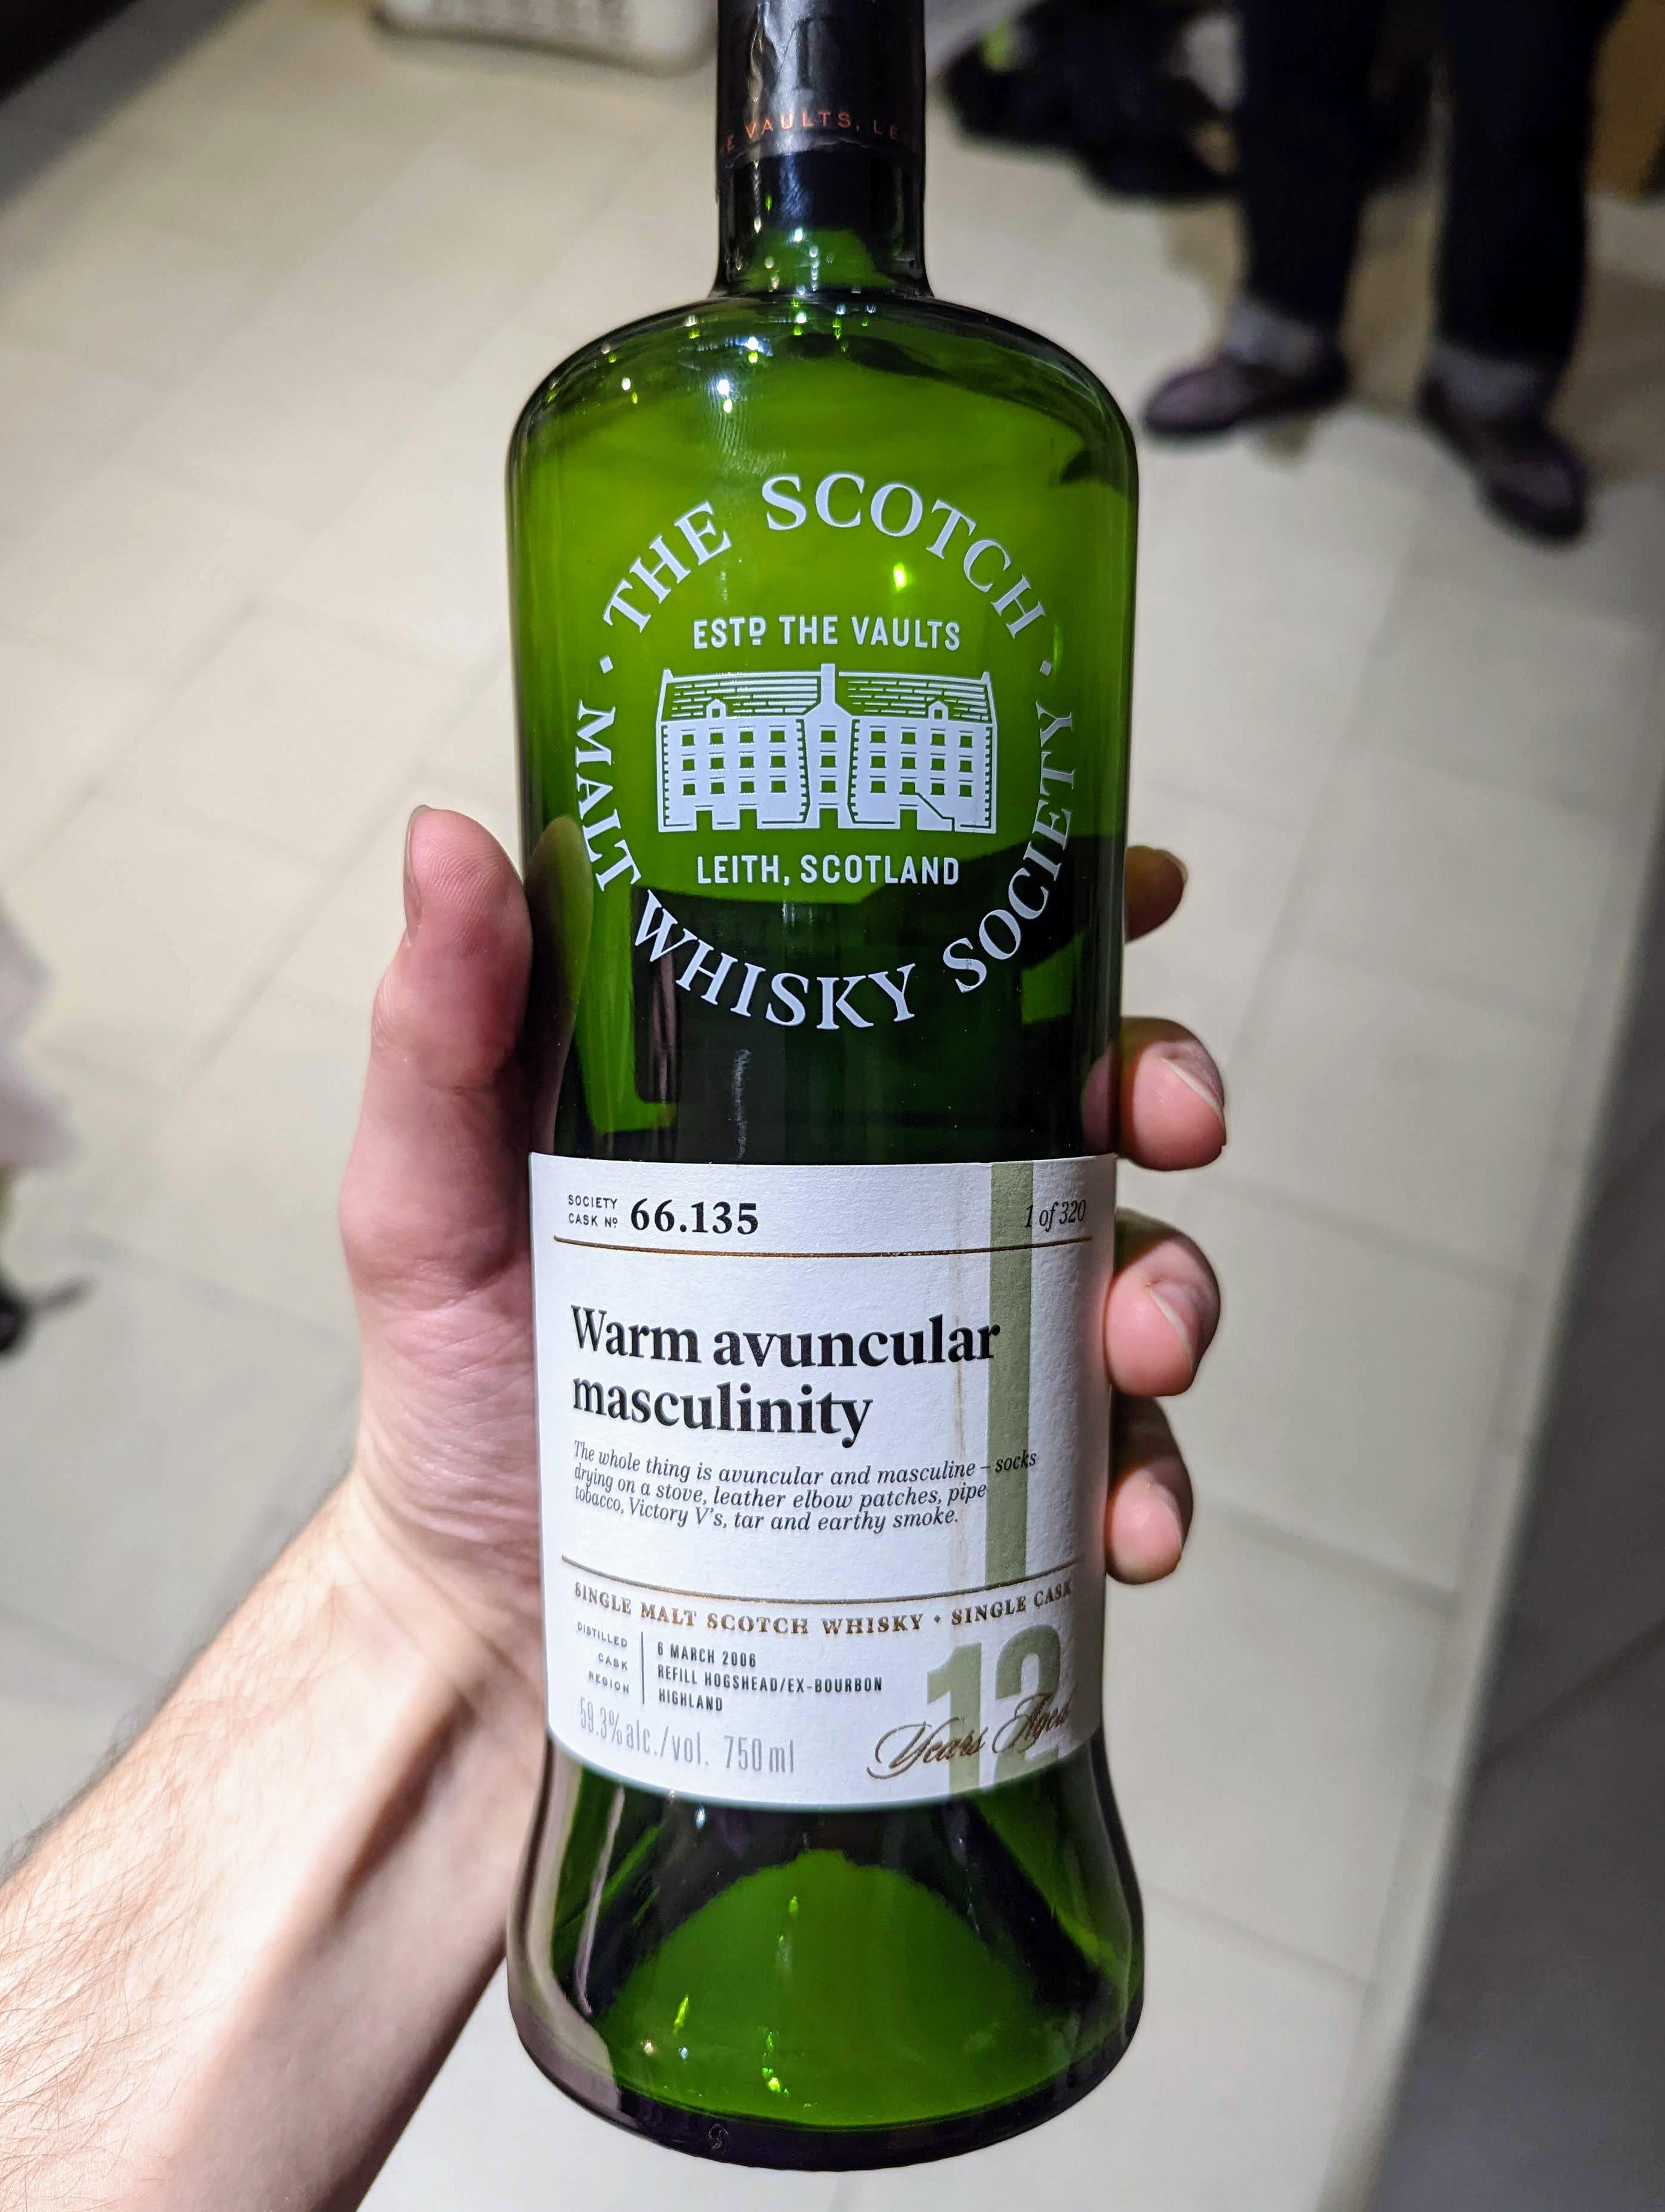 E VAULTS, LE
THE SCOTCH
ESTD THE VAULTS
LEITH, SCOTLAND
MALT WHISKY SOCIETY
SOCIETY
CASK Nº 66.135
1 of 320
Warm avuncular
masculinity
The whole thing is avuncular and masculine – socks
drying on a stove, leather elbow patches, pipe
tobacco, Victory V's, tar and earthy smoke.
SINGLE MALT SCOTCH WHISKY • SINGLE CASK
DISTILLED 6 MARCH 2006
CASK REFILL HOGSHEAD/EX-BOURBON
REGION HIGHLAND
59.3%alc./vol. 750ml
12
Years Aged